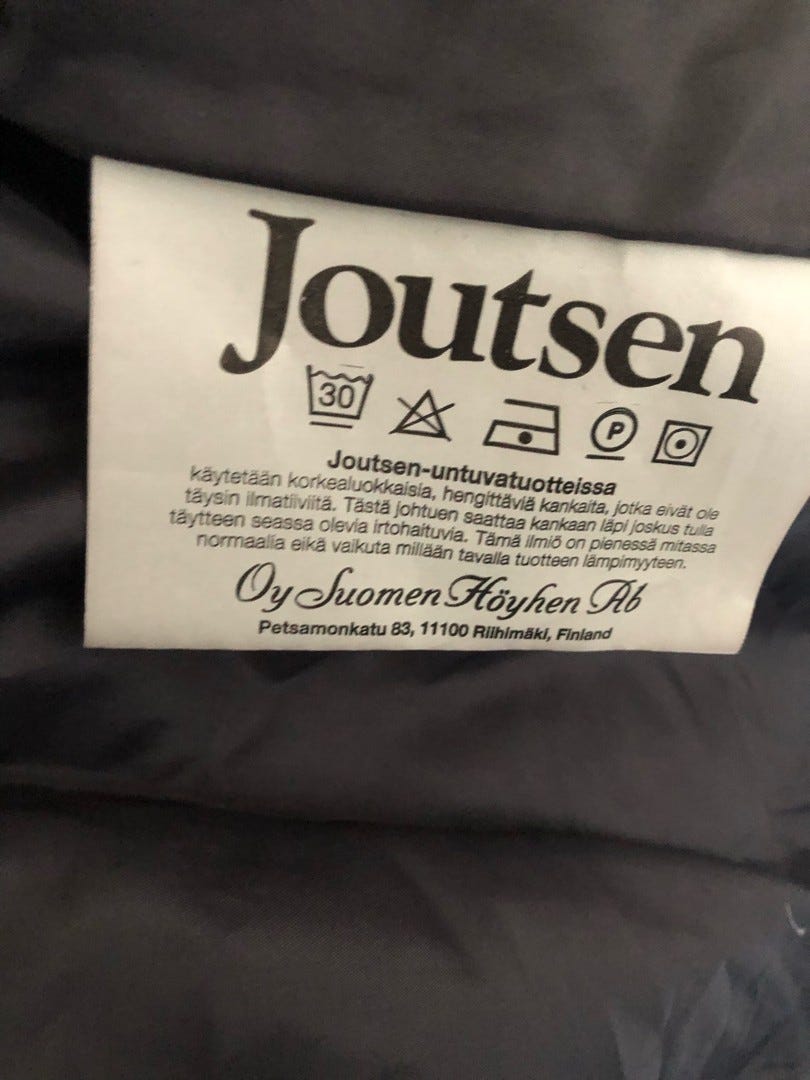 Joutsen
30
P
Joutsen-untuvatuotteissa
käytetään korkealuokkaisia, hengittäviä kankaita, jotka eivät ole
täysin ilmatiiviitä. Tästä johtuen saattaa kankaan läpi joskus tulla
täytteen seassa olevia irtohaituvia. Tämä ilmiö on pienessä mitassa
normaalia eikä vaikuta millään tavalla tuotteen lämpimyyteen.
Oy Suomen Höyhen Ab
Petsamonkatu 83, 11100 Riihimäki, Finland